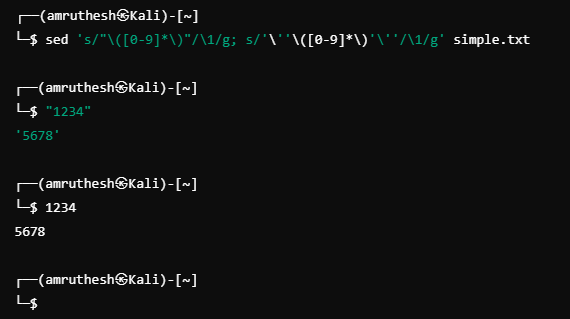 ┌──(amruthesh㉿Kali)-[~]
└─$ sed 's/"\([0-9]*\)"/\1/g; s/'\''\([0-9]*\)'\''/\1/g' simple.txt
┌──(amruthesh㉿Kali)-[~]
└─$ "1234"
'5678'
┌──(amruthesh㉿Kali)-[~]
└─$ 1234
5678
┌──(amruthesh㉿Kali)-[~]
└─$